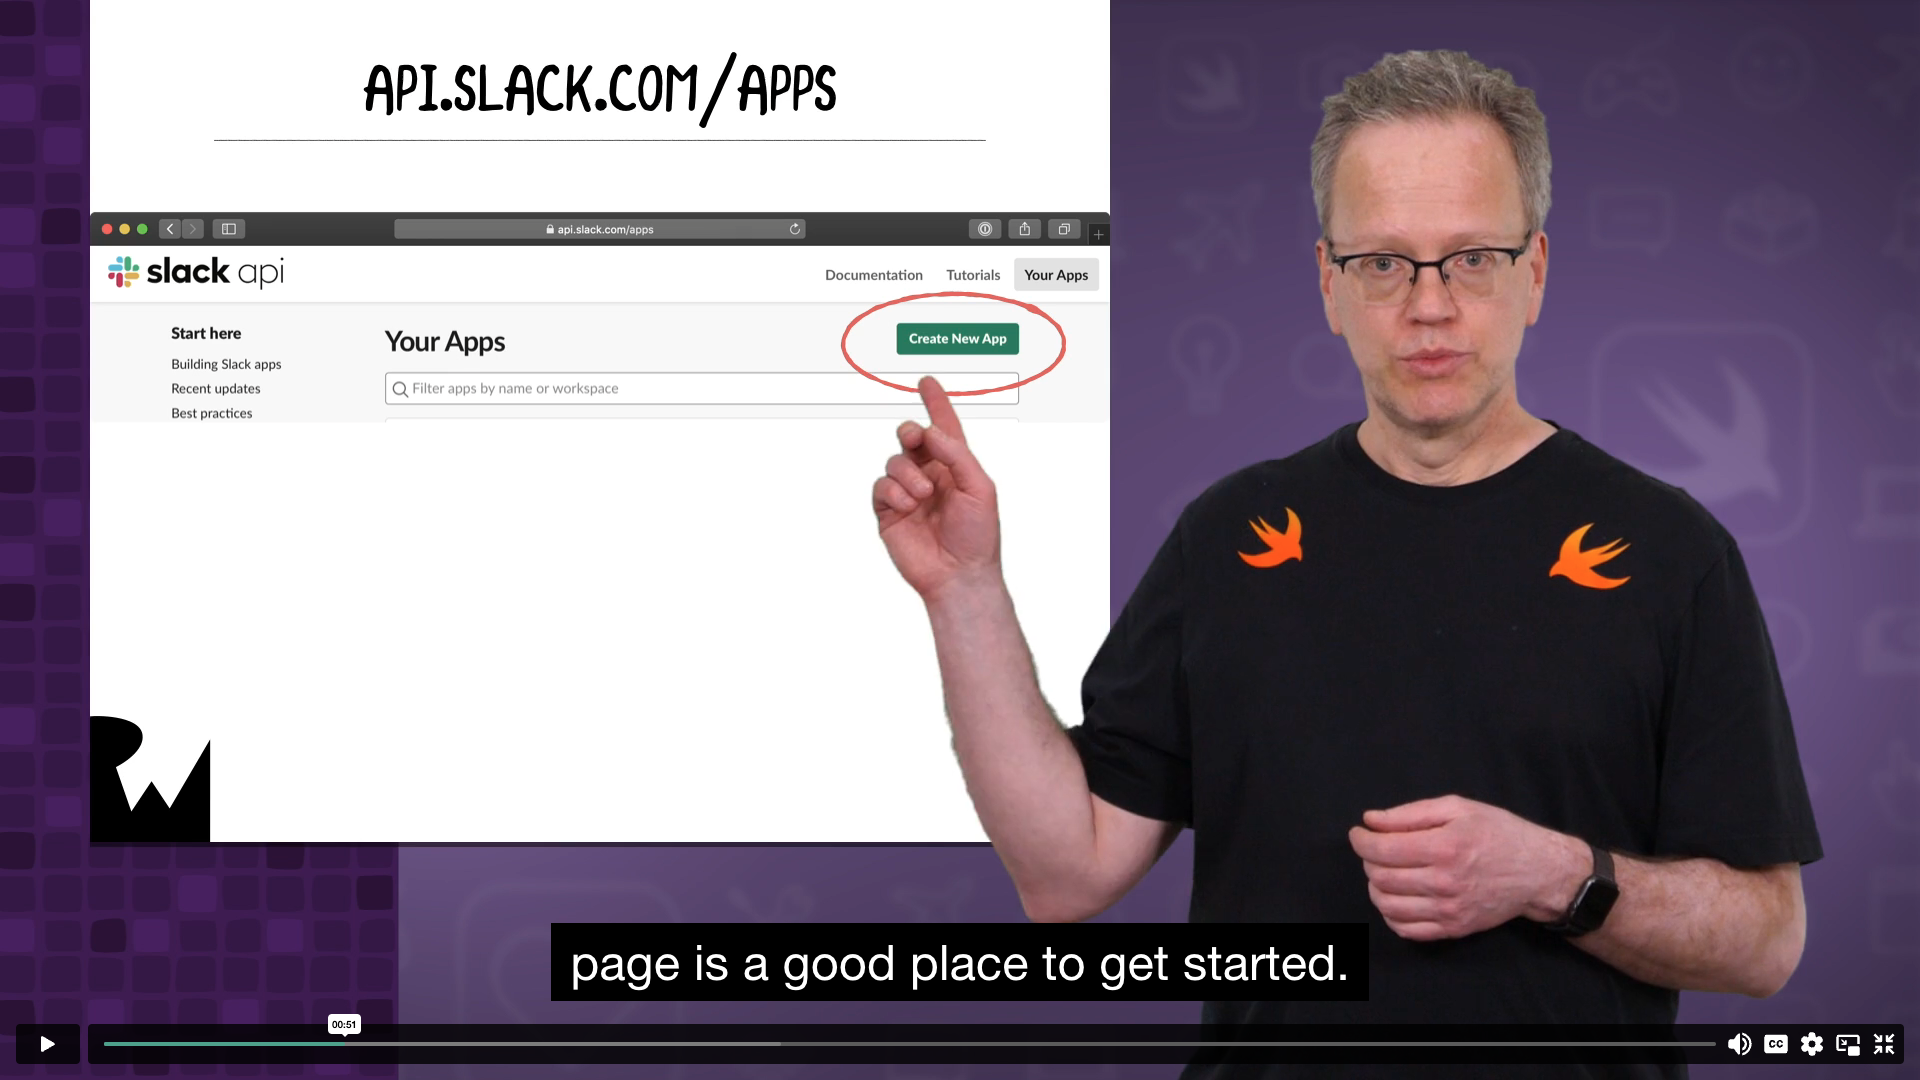 API.SLACK.COM/APPS
api.slack.com/apps
slack api
Documentation Tutorials Your Apps
Start here
Building Slack apps
Recent updates
Best practices
Your Apps
Create New App
Filter apps by name or workspace
RW
page is a good place to get started.
00:51
CC